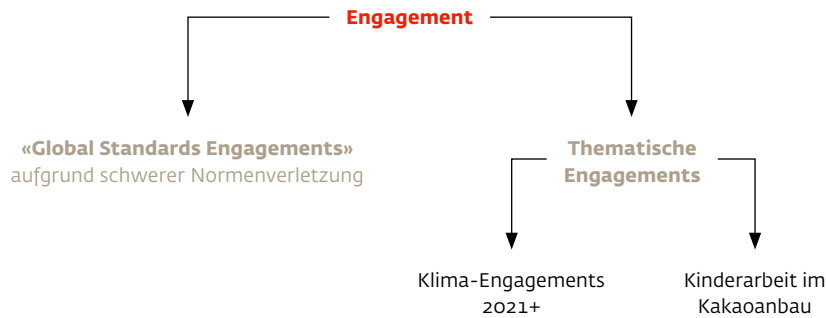 Engagement
«Global Standards Engagements»
aufgrund schwerer Normenverletzung
Thematische
Engagements
Klima-Engagements
2021+
Kinderarbeit im
Kakaoanbau